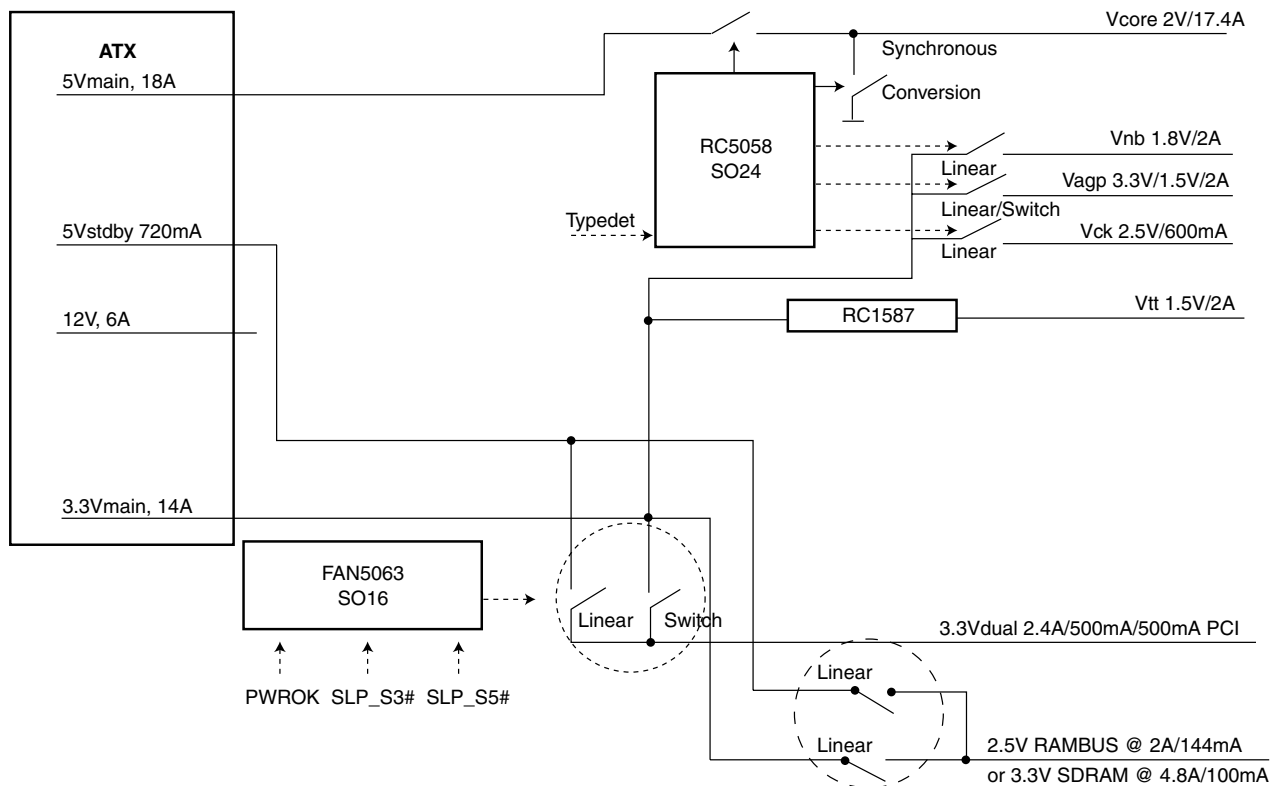 ATX
5Vmain, 18A
5Vstdby 720mA
12V, 6A
3.3Vmain, 14A
Vcore 2V/17.4A
Synchronous
Conversion
RC5058
SO24
Typedet
Vnb 1.8V/2A
Linear
Vagp 3.3V/1.5V/2A
Linear/Switch
Vck 2.5V/600mA
Linear
RC1587
Vtt 1.5V/2A
FAN5063
SO16
PWROK SLP_S3# SLP_S5#
Linear
Switch
3.3Vdual 2.4A/500mA/500mA PCI
Linear
Linear
2.5V RAMBUS @ 2A/144mA
or 3.3V SDRAM @ 4.8A/100mA